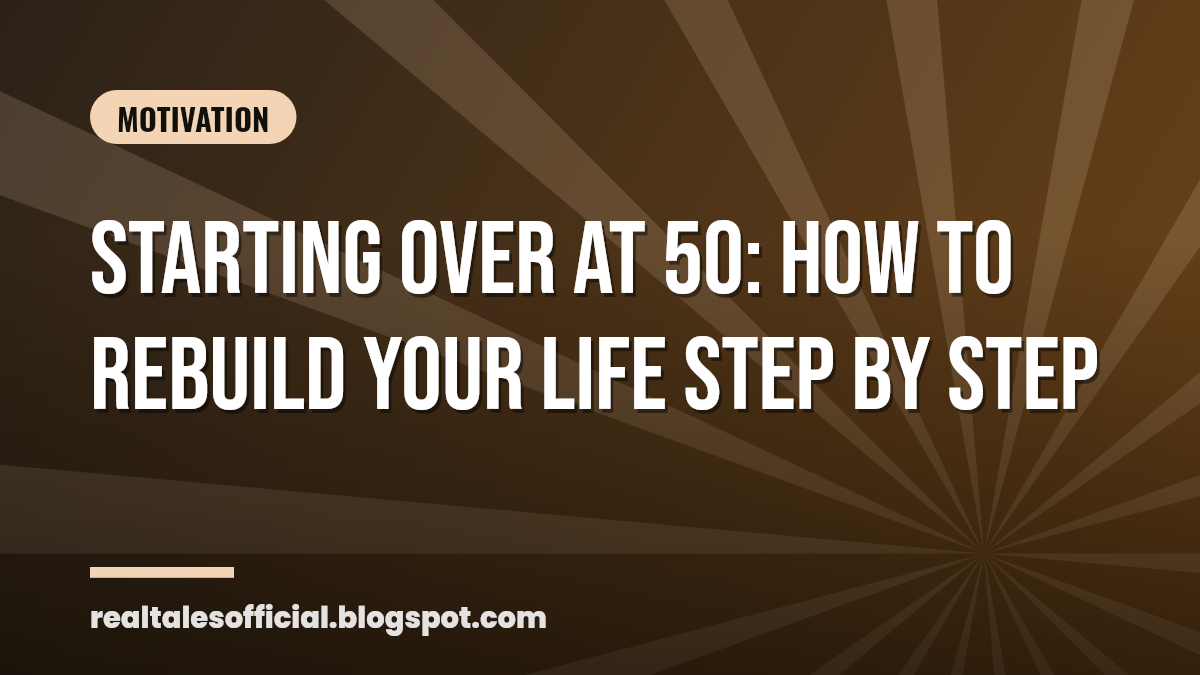 MOTIVATION
STARTING OVER AT 50: HOW TO
REBUILD YOUR LIFE STEP BY STEP
realtalesofficial.blogspot.com